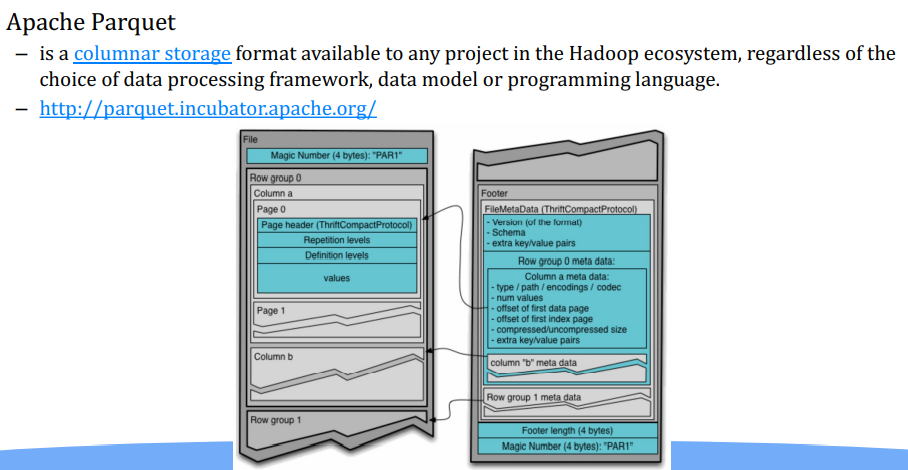 Apache Parquet
– is a columnar storage format available to any project in the Hadoop ecosystem, regardless of the
choice of data processing framework, data model or programming language.
– http://parquet.incubator.apache.org/
File
Magic Number (4 bytes): "PAR1"
Row group 0
Column a
Page 0
Page header (ThriftCompactProtocol)
Repetition levels
Definition levels
values
Page 1
Column b
Row group 1
Footer
FileMetaData (ThriftCompactProtocol)
- Version (of the format)
- Schema
- extra key/value pairs
Row group 0 meta data:
Column a meta data:
- type / path / encodings / codec
- num values
- offset of first data page
- offset of first index page
- compressed/uncompressed size
- extra key/value pairs
column "b" meta data
Row group 1 meta data
Footer length (4 bytes)
Magic Number (4 bytes): "PAR1"